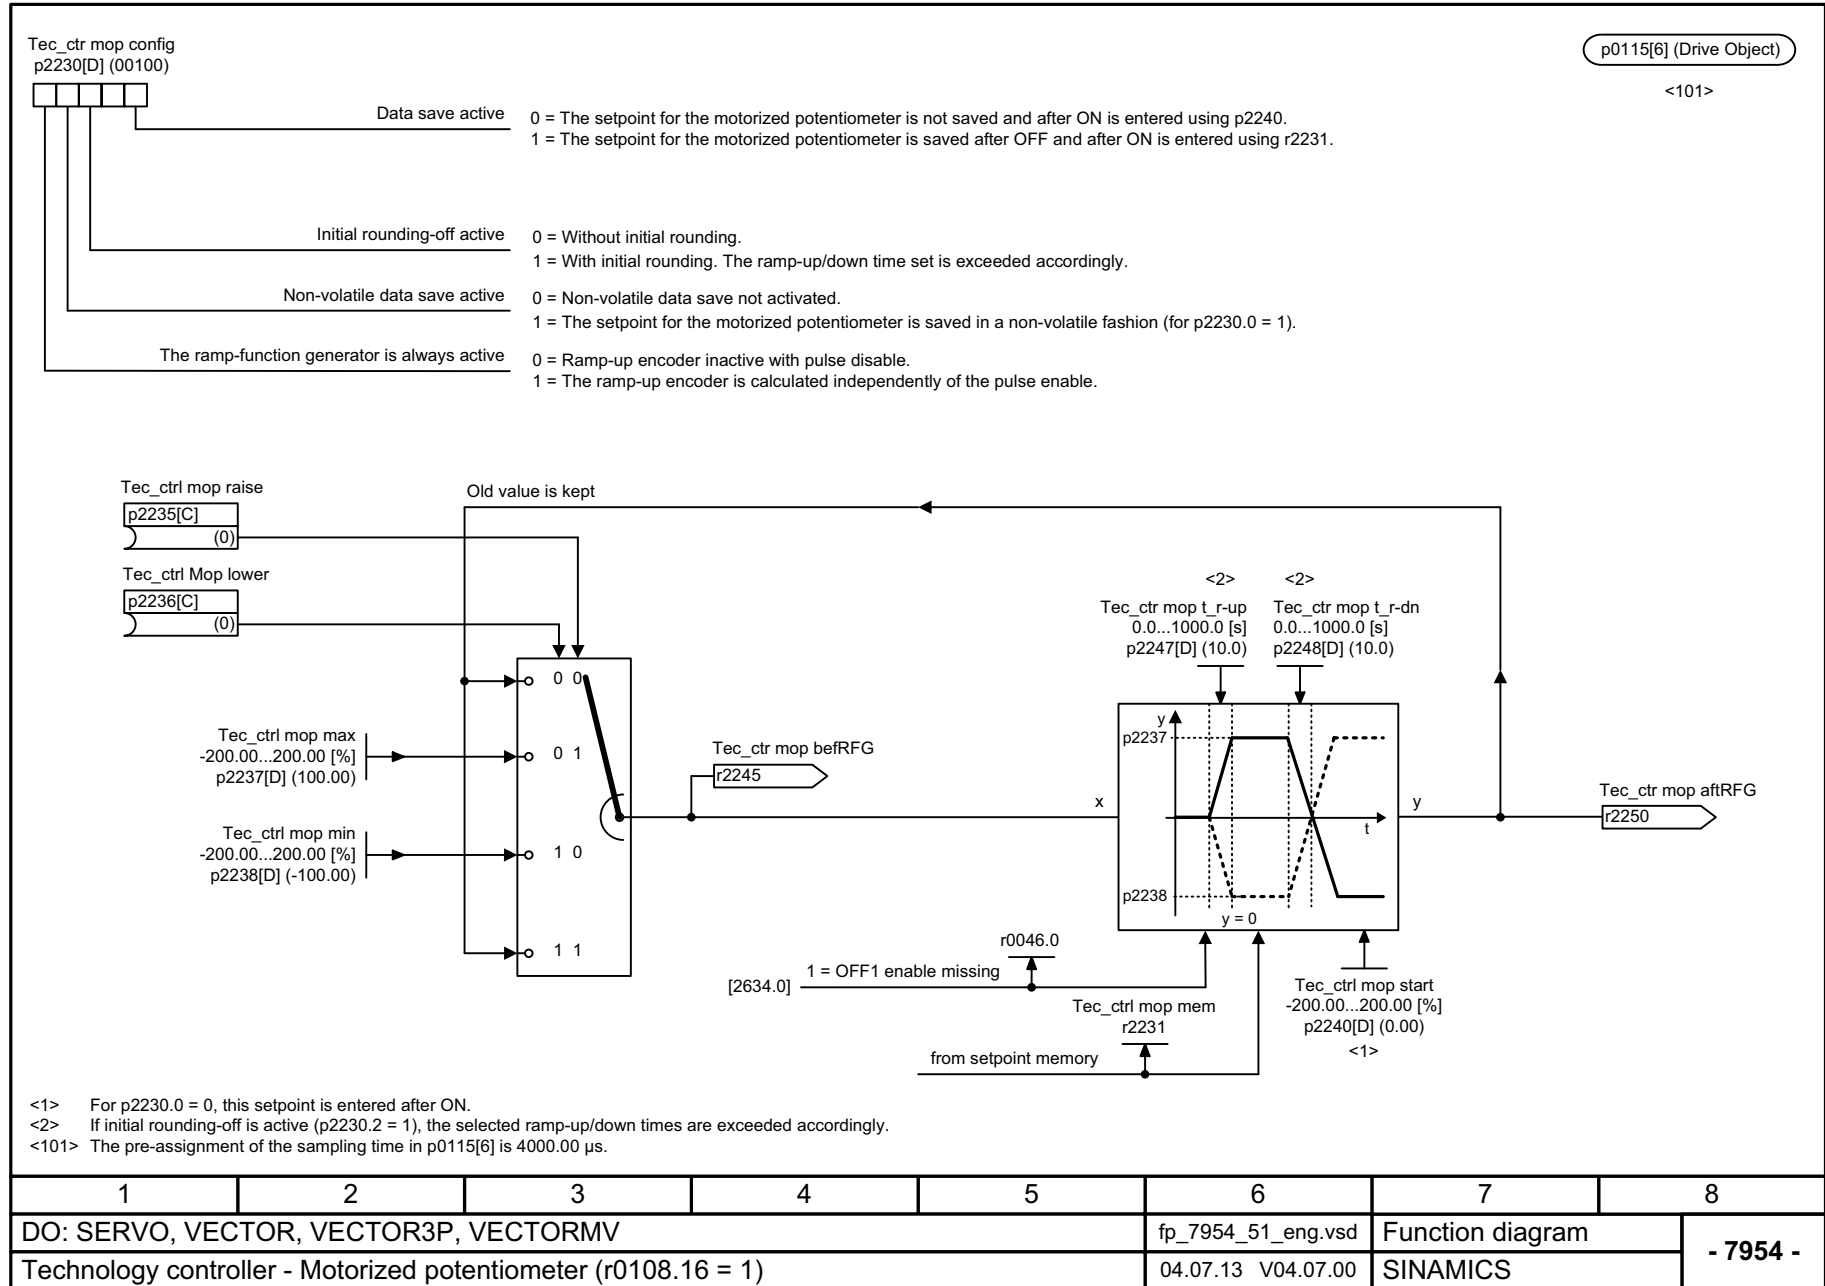 Tec_ctr mop config
p2230[D] (00100)
p0115[6] (Drive Object)
<101>
Data save active
0 = The setpoint for the motorized potentiometer is not saved and after ON is entered using p2240.
1 = The setpoint for the motorized potentiometer is saved after OFF and after ON is entered using r2231.
Initial rounding-off active
0 = Without initial rounding.
1 = With initial rounding. The ramp-up/down time set is exceeded accordingly.
Non-volatile data save active
0 = Non-volatile data save not activated.
1 = The setpoint for the motorized potentiometer is saved in a non-volatile fashion (for p2230.0 = 1).
The ramp-function generator is always active
0 = Ramp-up encoder inactive with pulse disable.
1 = The ramp-up encoder is calculated independently of the pulse enable.
Tec_ctrl mop raise
p2235[C]
(0)
Old value is kept
Tec_ctrl Mop lower
p2236[C]
(0)
0 0
Tec_ctrl mop max
-200.00...200.00 [%]
p2237[D] (100.00)
0 1
Tec_ctrl mop min
-200.00...200.00 [%]
p2238[D] (-100.00)
1 0
1 1
Tec_ctr mop befRFG
r2245
<2>
Tec_ctr mop t_r-up
0.0...1000.0 [s]
p2247[D] (10.0)
<2>
Tec_ctr mop t_r-dn
0.0...1000.0 [s]
p2248[D] (10.0)
x
y
p2237
t
p2238
y = 0
y
Tec_ctr mop aftRFG
r2250
r0046.0
[2634.0]
1 = OFF1 enable missing
Tec_ctrl mop mem
r2231
from setpoint memory
Tec_ctrl mop start
-200.00...200.00 [%]
p2240[D] (0.00)
<1>
<1> For p2230.0 = 0, this setpoint is entered after ON.
<2> If initial rounding-off is active (p2230.2 = 1), the selected ramp-up/down times are exceeded accordingly.
<101> The pre-assignment of the sampling time in p0115[6] is 4000.00 µs.
1 2 3 4 5 6 7 8
DO: SERVO, VECTOR, VECTOR3P, VECTORMV
fp_7954_51_eng.vsd
Function diagram
- 7954 -
Technology controller - Motorized potentiometer (r0108.16 = 1)
04.07.13 V04.07.00
SINAMICS